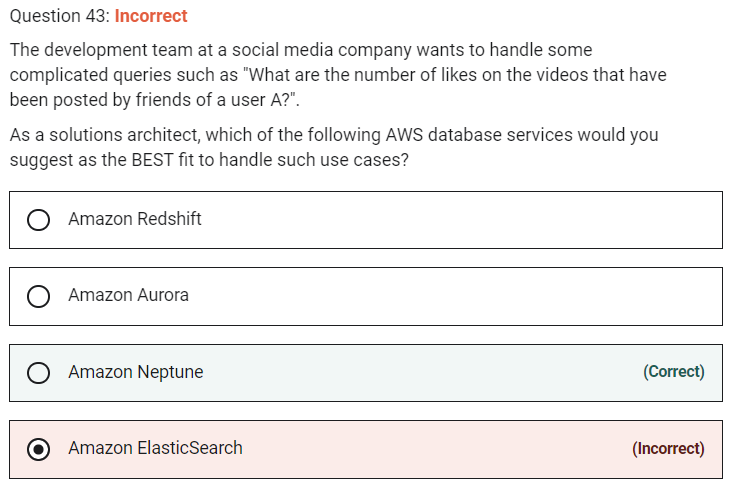 Question 43: Incorrect
The development team at a social media company wants to handle some
complicated queries such as "What are the number of likes on the videos that have
been posted by friends of a user A?".
As a solutions architect, which of the following AWS database services would you
suggest as the BEST fit to handle such use cases?
Amazon Redshift
Amazon Aurora
Amazon Neptune (Correct)
Amazon ElasticSearch (Incorrect)